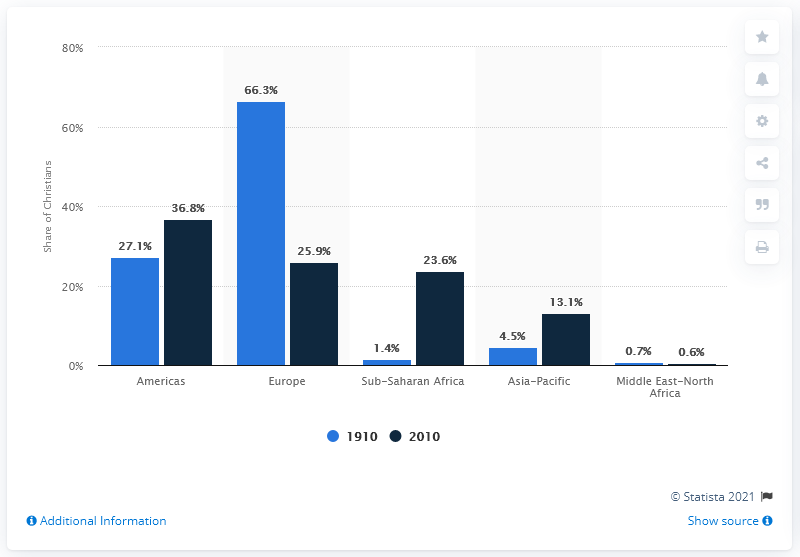 80%
60%
40%
20%
0%
Share of Christians
27.1%
36.8%
66.3%
25.9%
1.4%
23.6%
4.5%
13.1%
0.7%
0.6%
Americas
Europe
Sub-Saharan Africa
Asia-Pacific
Middle East-North
Africa
1910
2010
© Statista 2021
Additional Information
Show source